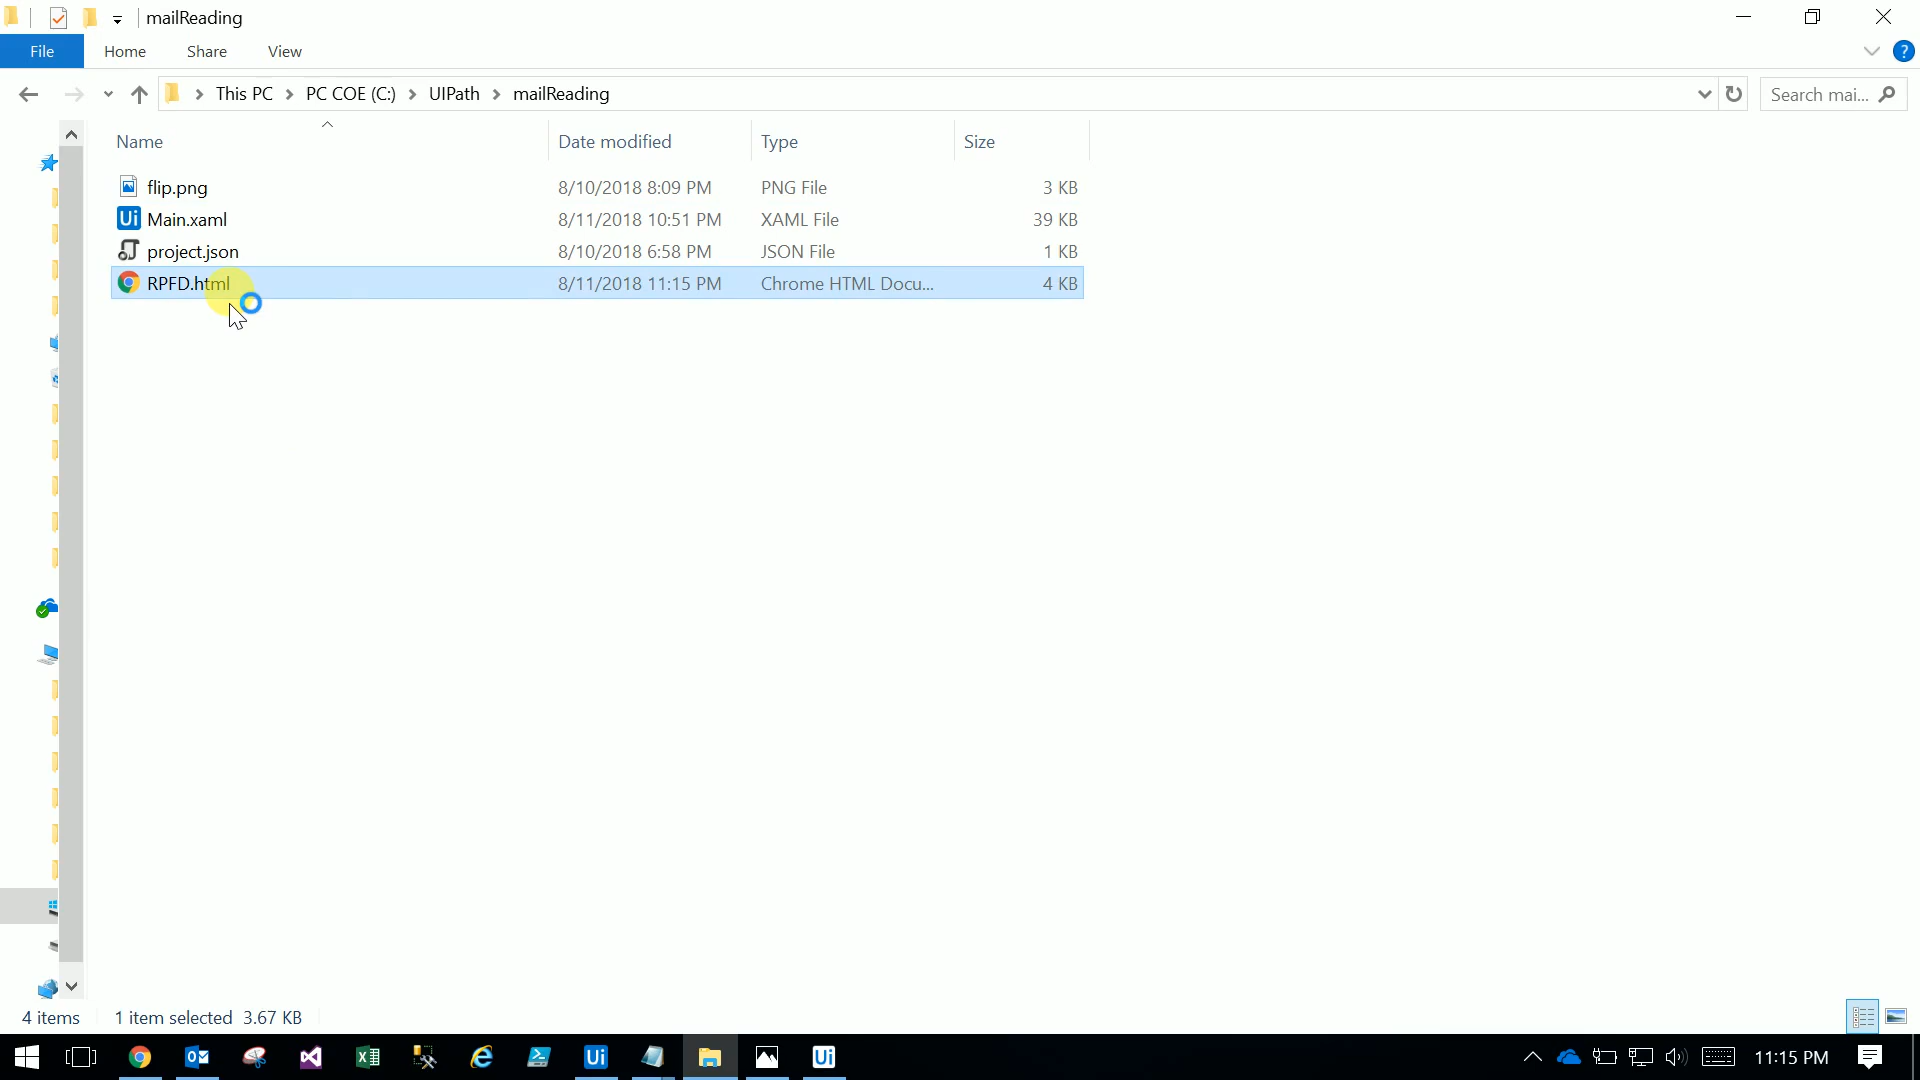 mailReading
File Home Share View ?
This PC PC COE (C:) UIPath mailReading Search mai...
Name Date modified Type Size
flip.png 8/10/2018 8:09 PM PNG File 3 KB
Ui Main.xaml 8/11/2018 10:51 PM XAML File 39 KB
project.json 8/10/2018 6:58 PM JSON File 1 KB
RPFD.html 8/11/2018 11:15 PM Chrome HTML Docu... 4 KB
4 items 1 item selected 3.67 KB
Ui Ui 11:15 PM